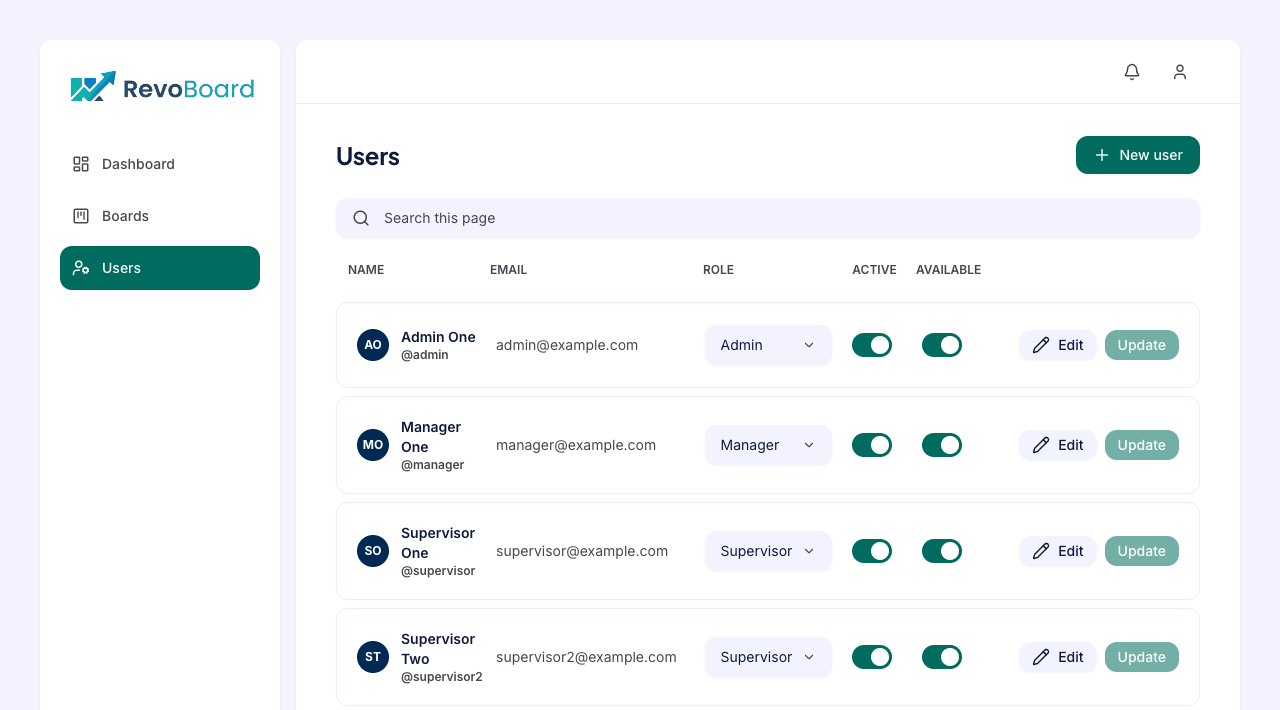 RevoBoard
Dashboard
Boards
Users
Users
New user
Search this page
NAME EMAIL ROLE ACTIVE AVAILABLE
AO Admin One
@admin
admin@example.com Admin Edit Update
MO Manager
One
@manager
manager@example.com Manager Edit Update
SO Supervisor
One
@supervisor
supervisor@example.com Supervisor Edit Update
ST Supervisor
Two
@supervisor2
supervisor2@example.com Supervisor Edit Update